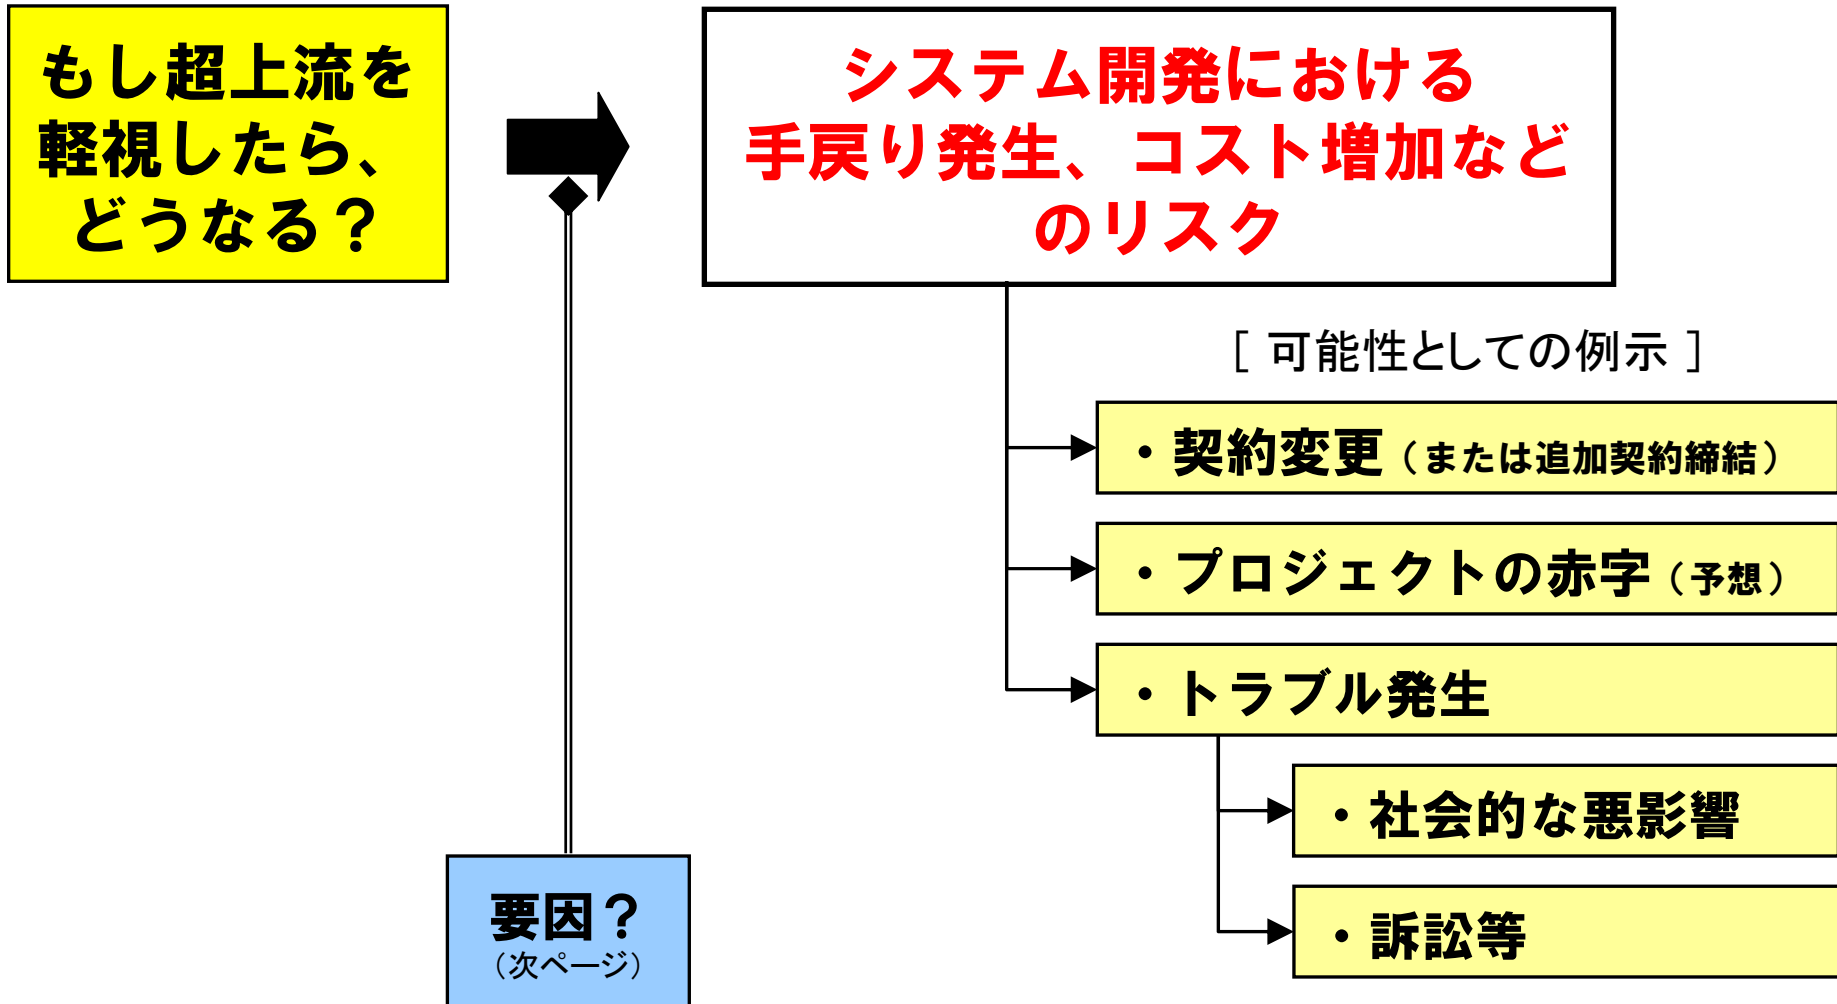 もし超上流を
軽視したら、
どうなる？
システム開発における
手戻り発生、コスト増加など
のリスク
［ 可能性としての例示 ］
・契約変更（または追加契約締結）
・プロジェクトの赤字（予想）
・トラブル発生
・社会的な悪影響
・訴訟等
要因？
（次ページ）